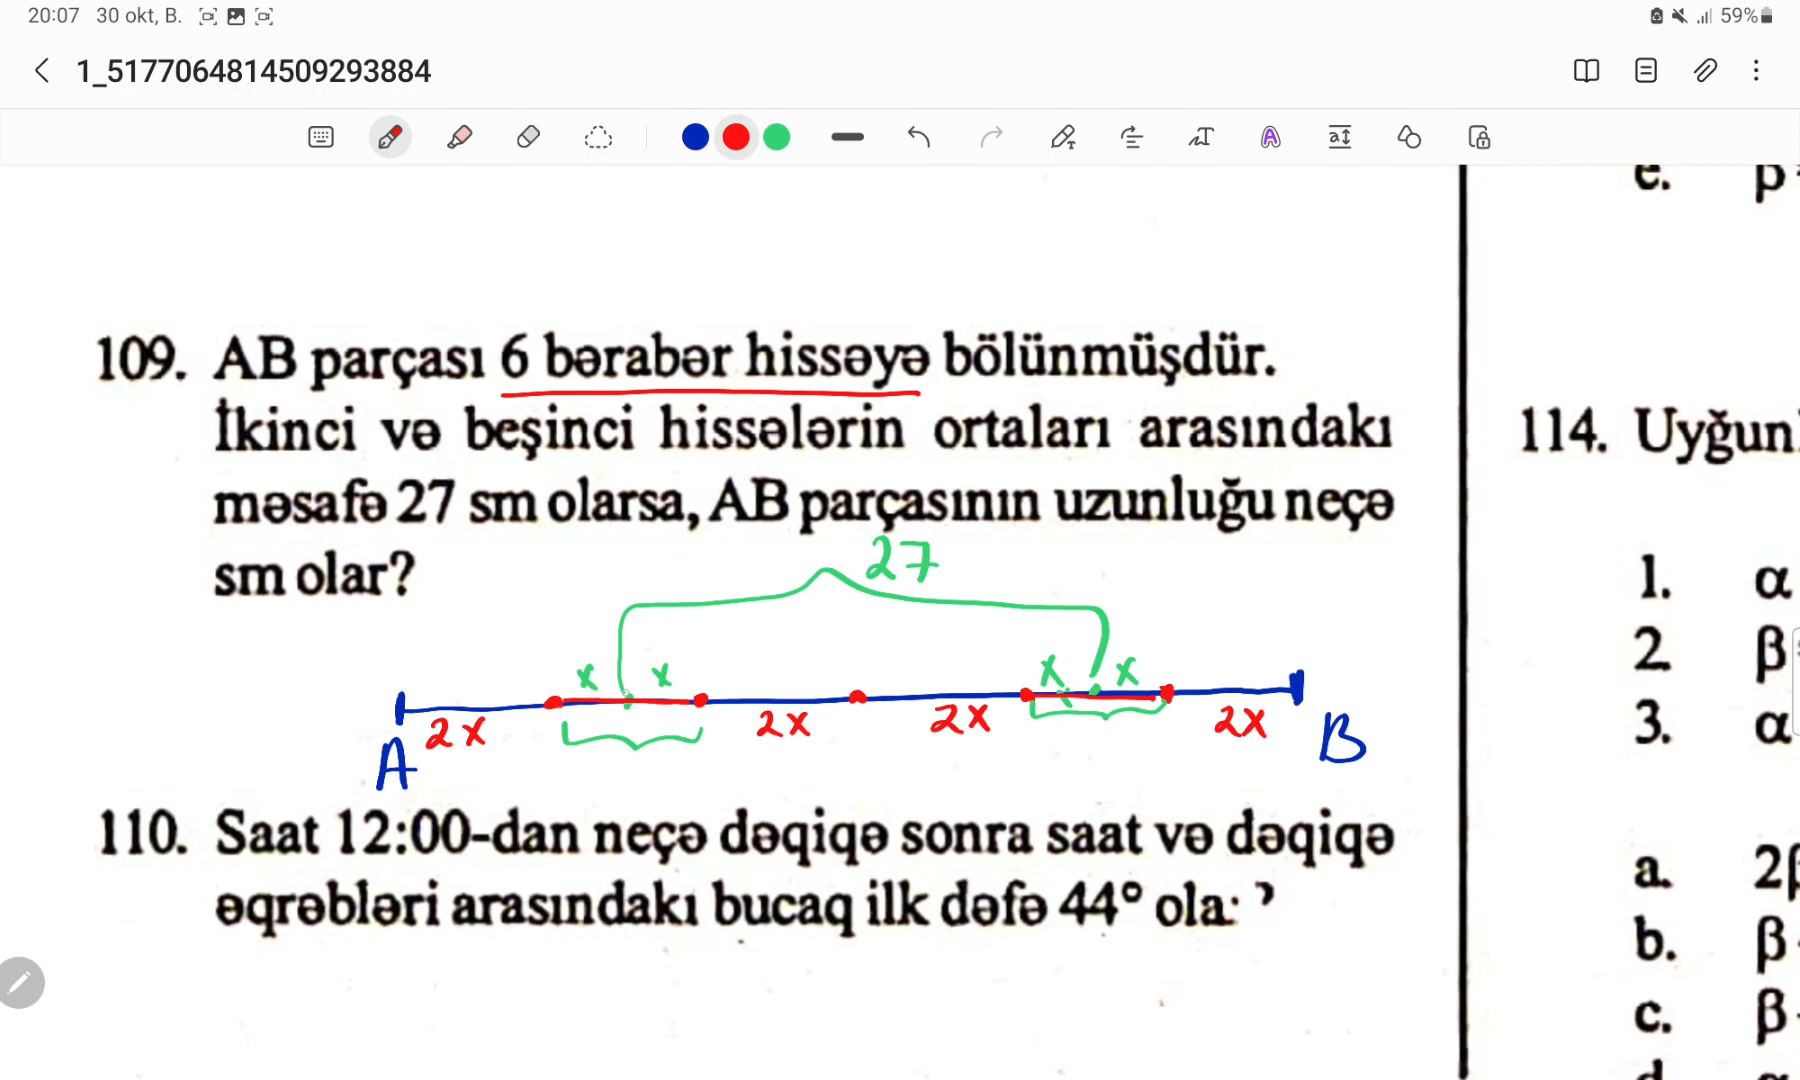 20:07 30 okt, B. 59%
1_5177064814509293884
e. β
109. AB parçası 6 bərabər hissəyə bölünmüşdür.
İkinci və beşinci hissələrin ortaları arasındakı
məsafə 27 sm olarsa, AB parçasının uzunluğu neçə
sm olar?
27
x x x x
2x 2x 2x 2x
A B
110. Saat 12:00-dan neçə dəqiqə sonra saat və dəqiqə
əqrəbləri arasındakı bucaq ilk dəfə 44° ola: ?
114. Uyğun
1. α
2. β
3. α
a. 2β
b. β
c. β
d. α